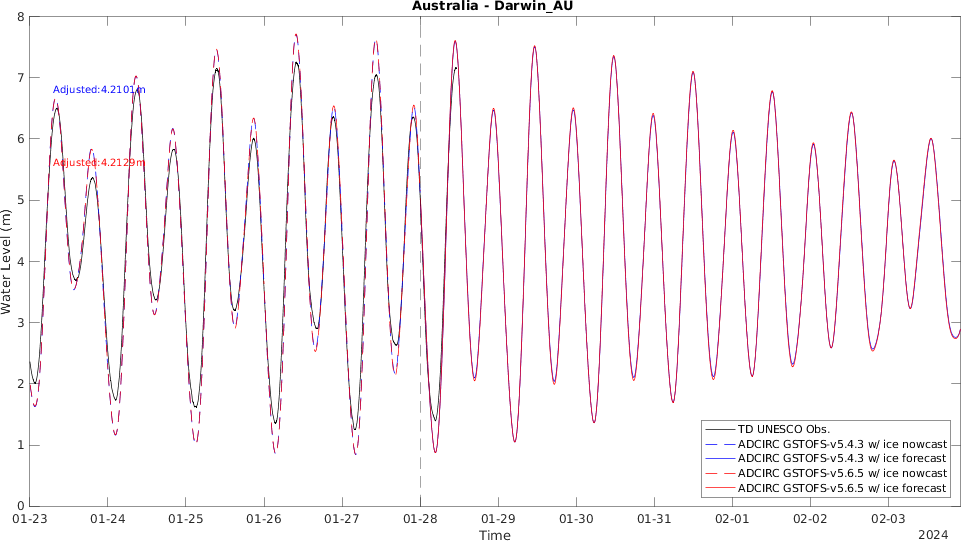 Australia - Darwin_AU
8
7
6
5
4
3
2
1
0
Water Level (m)
Adjusted:4.2101m
Adjusted:4.2129m
TD UNESCO Obs.
ADCIRC GSTOFS-v5.4.3 w/ ice nowcast
ADCIRC GSTOFS-v5.4.3 w/ ice forecast
ADCIRC GSTOFS-v5.6.5 w/ ice nowcast
ADCIRC GSTOFS-v5.6.5 w/ ice forecast
01-23 01-24 01-25 01-26 01-27 01-28 01-29 01-30 01-31 02-01 02-02 02-03
Time
2024